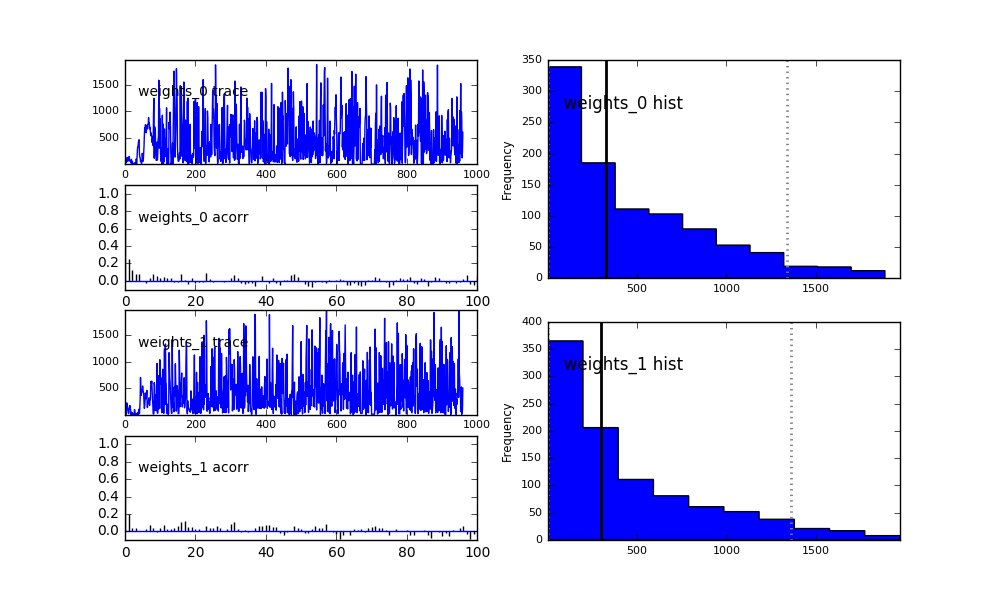 1500
1000
500
weights_0 trace
0 200 400 600 800 1000
1.0
0.8
0.6
0.4
0.2
0.0
weights_0 acorr
0 20 40 60 80 100
1500
1000
500
weights_1 trace
0 200 400 600 800 1000
1.0
0.8
0.6
0.4
0.2
0.0
weights_1 acorr
0 20 40 60 80 100
350
300
250
200
150
100
50
0
Frequency
weights_0 hist
500 1000 1500
400
350
300
250
200
150
100
50
0
Frequency
weights_1 hist
500 1000 1500